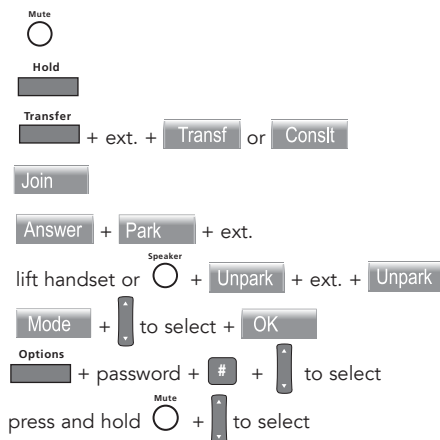 Mute
Hold
Transfer
+ ext. + Transf or Conslt
Join
Answer + Park + ext.
Speaker
lift handset or + Unpark + ext. + Unpark
Mode + to select + OK
Options
+ password + # + to select
Mute
press and hold + to select